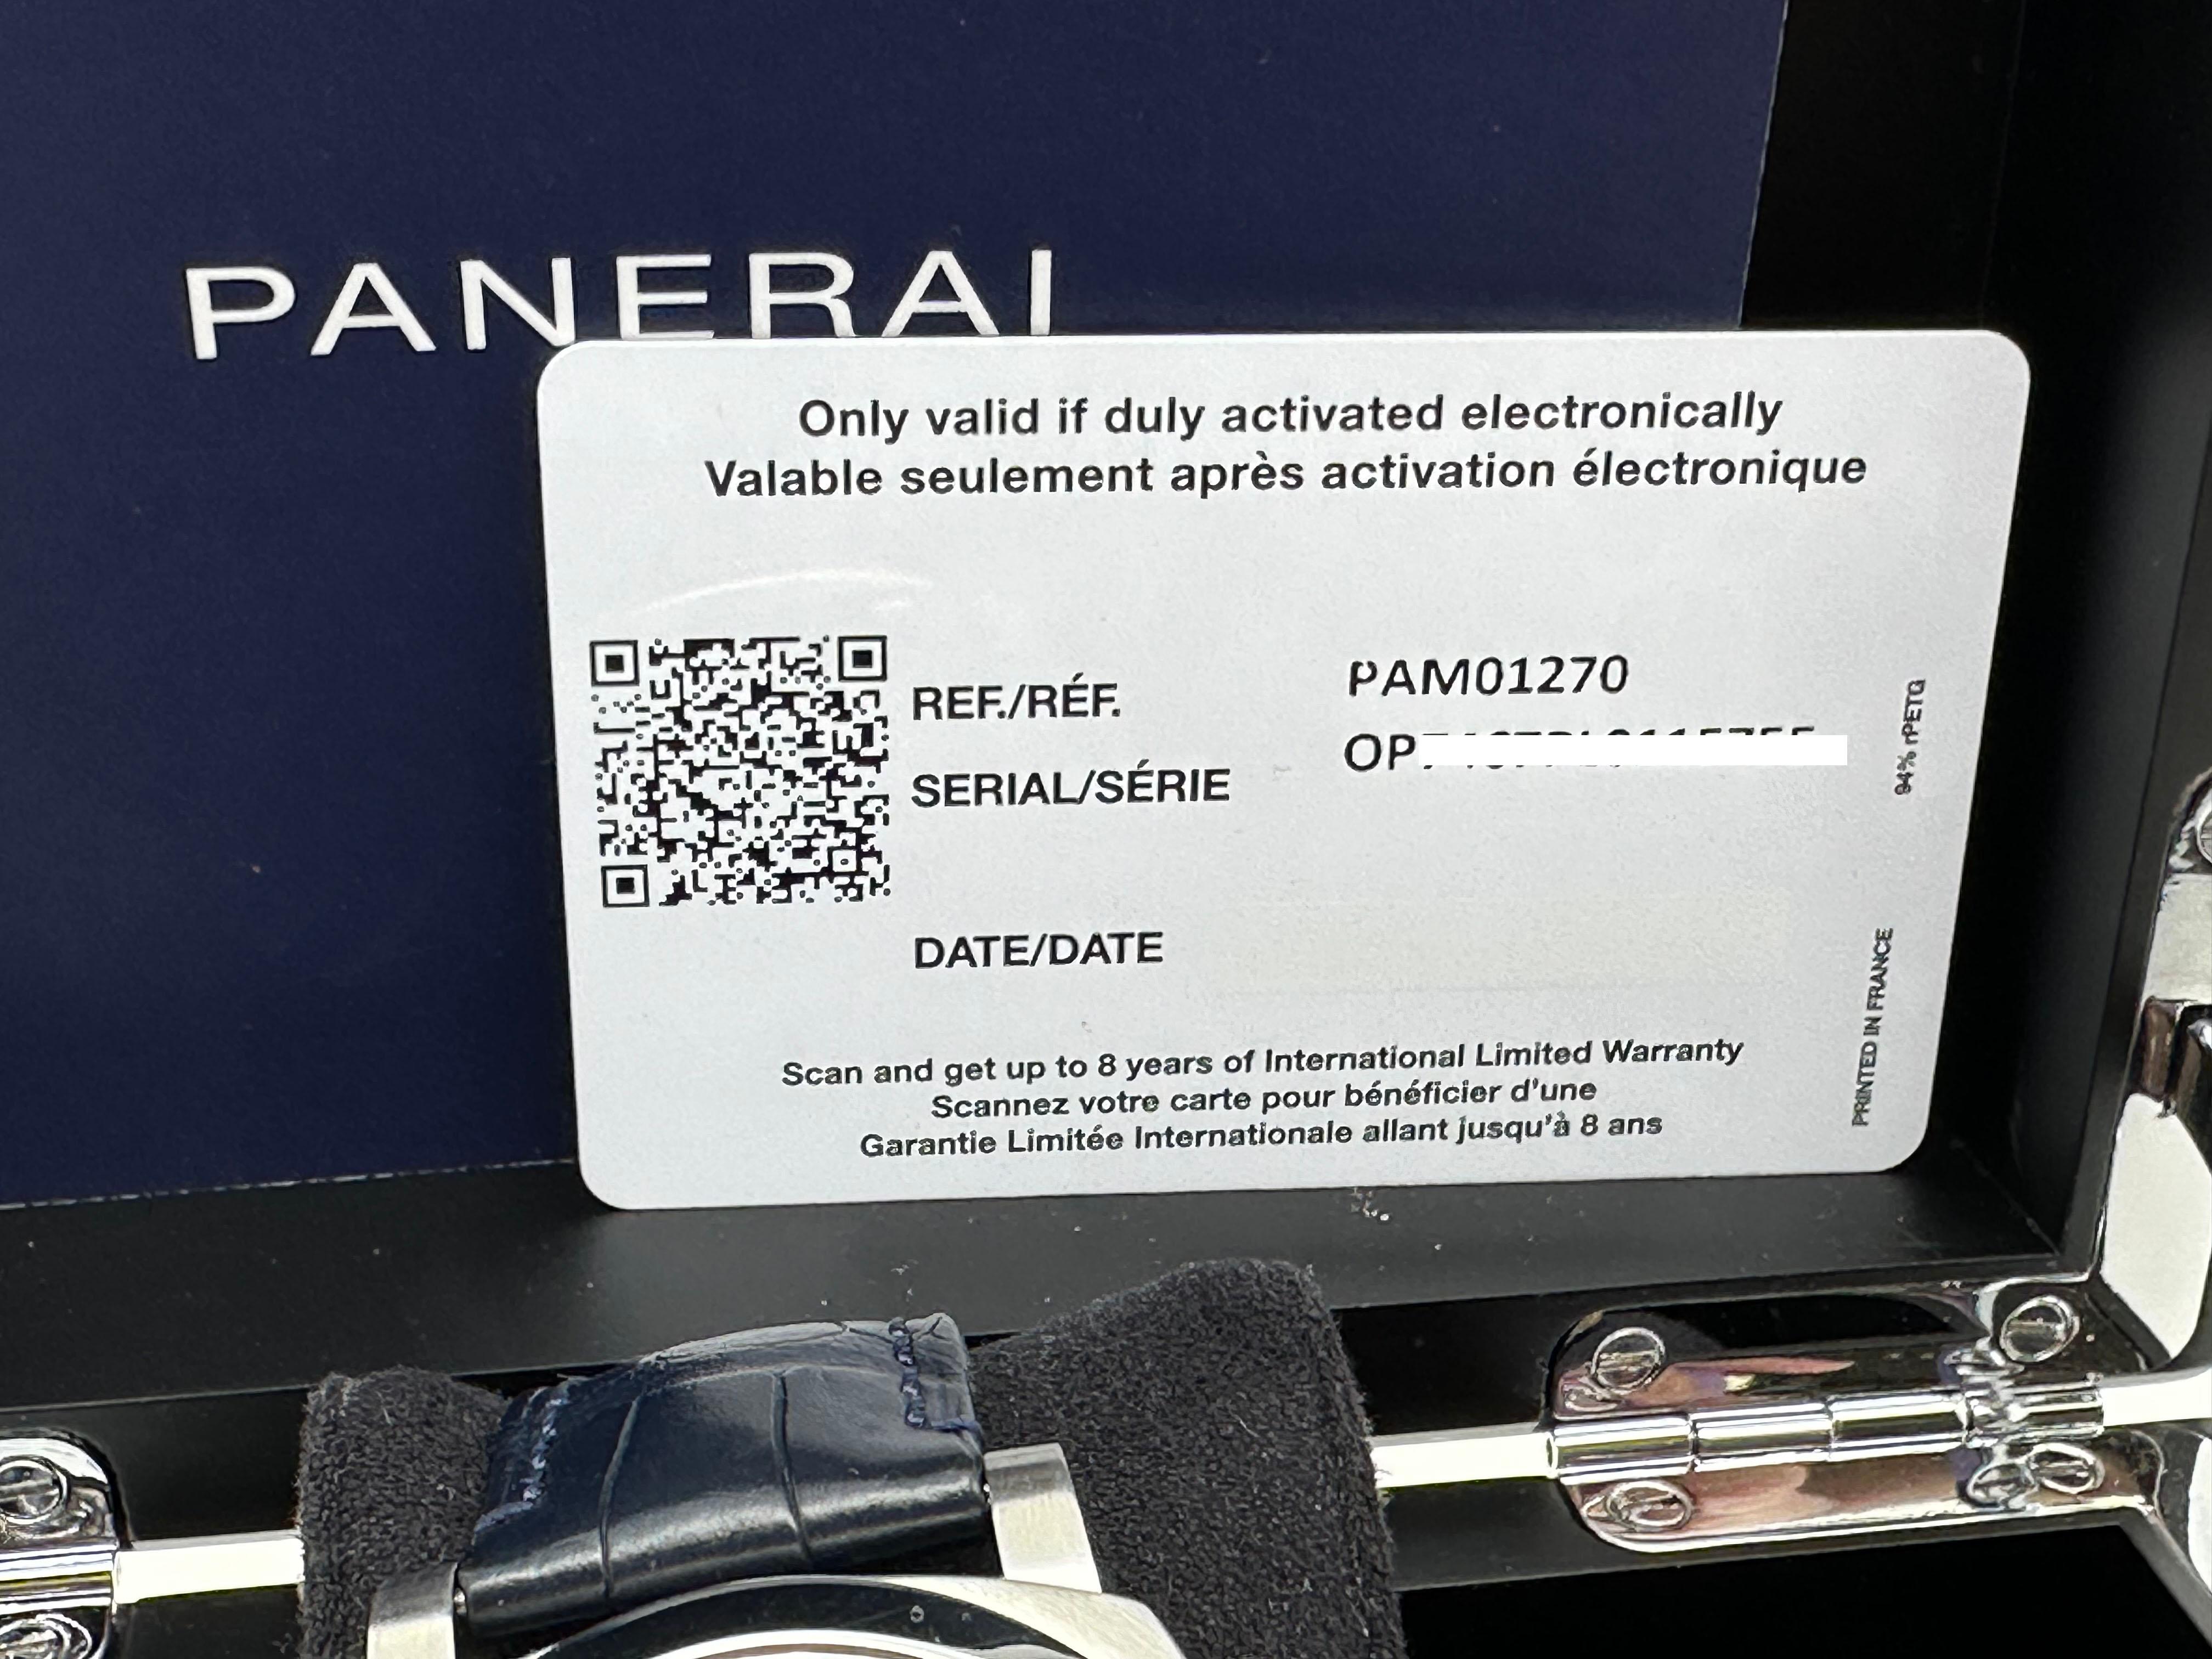 PANERAI
Only valid if duly activated electronically
Valable seulement après activation électronique
REF./RÉF. PAM01270
SERIAL/SÉRIE OP
DATE/DATE
Scan and get up to 8 years of International Limited Warranty
Scannez votre carte pour bénéficier d'une
Garantie Limitée Internationale allant jusqu'à 8 ans
94% rPETG
PRINTED IN FRANCE